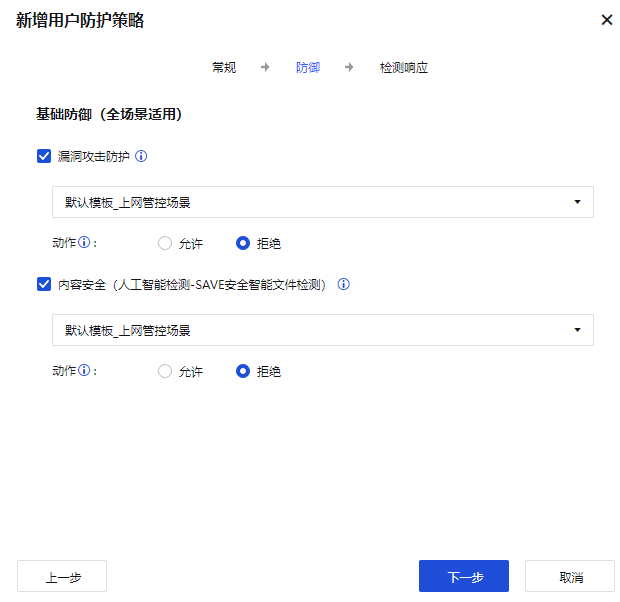 新增用户防护策略
常规 防御 检测响应
基础防御（全场景适用）
漏洞攻击防护
默认模板_上网管控场景
动作： 允许 拒绝
内容安全（人工智能检测-SAVE安全智能文件检测）
默认模板_上网管控场景
动作： 允许 拒绝
上一步 下一步 取消